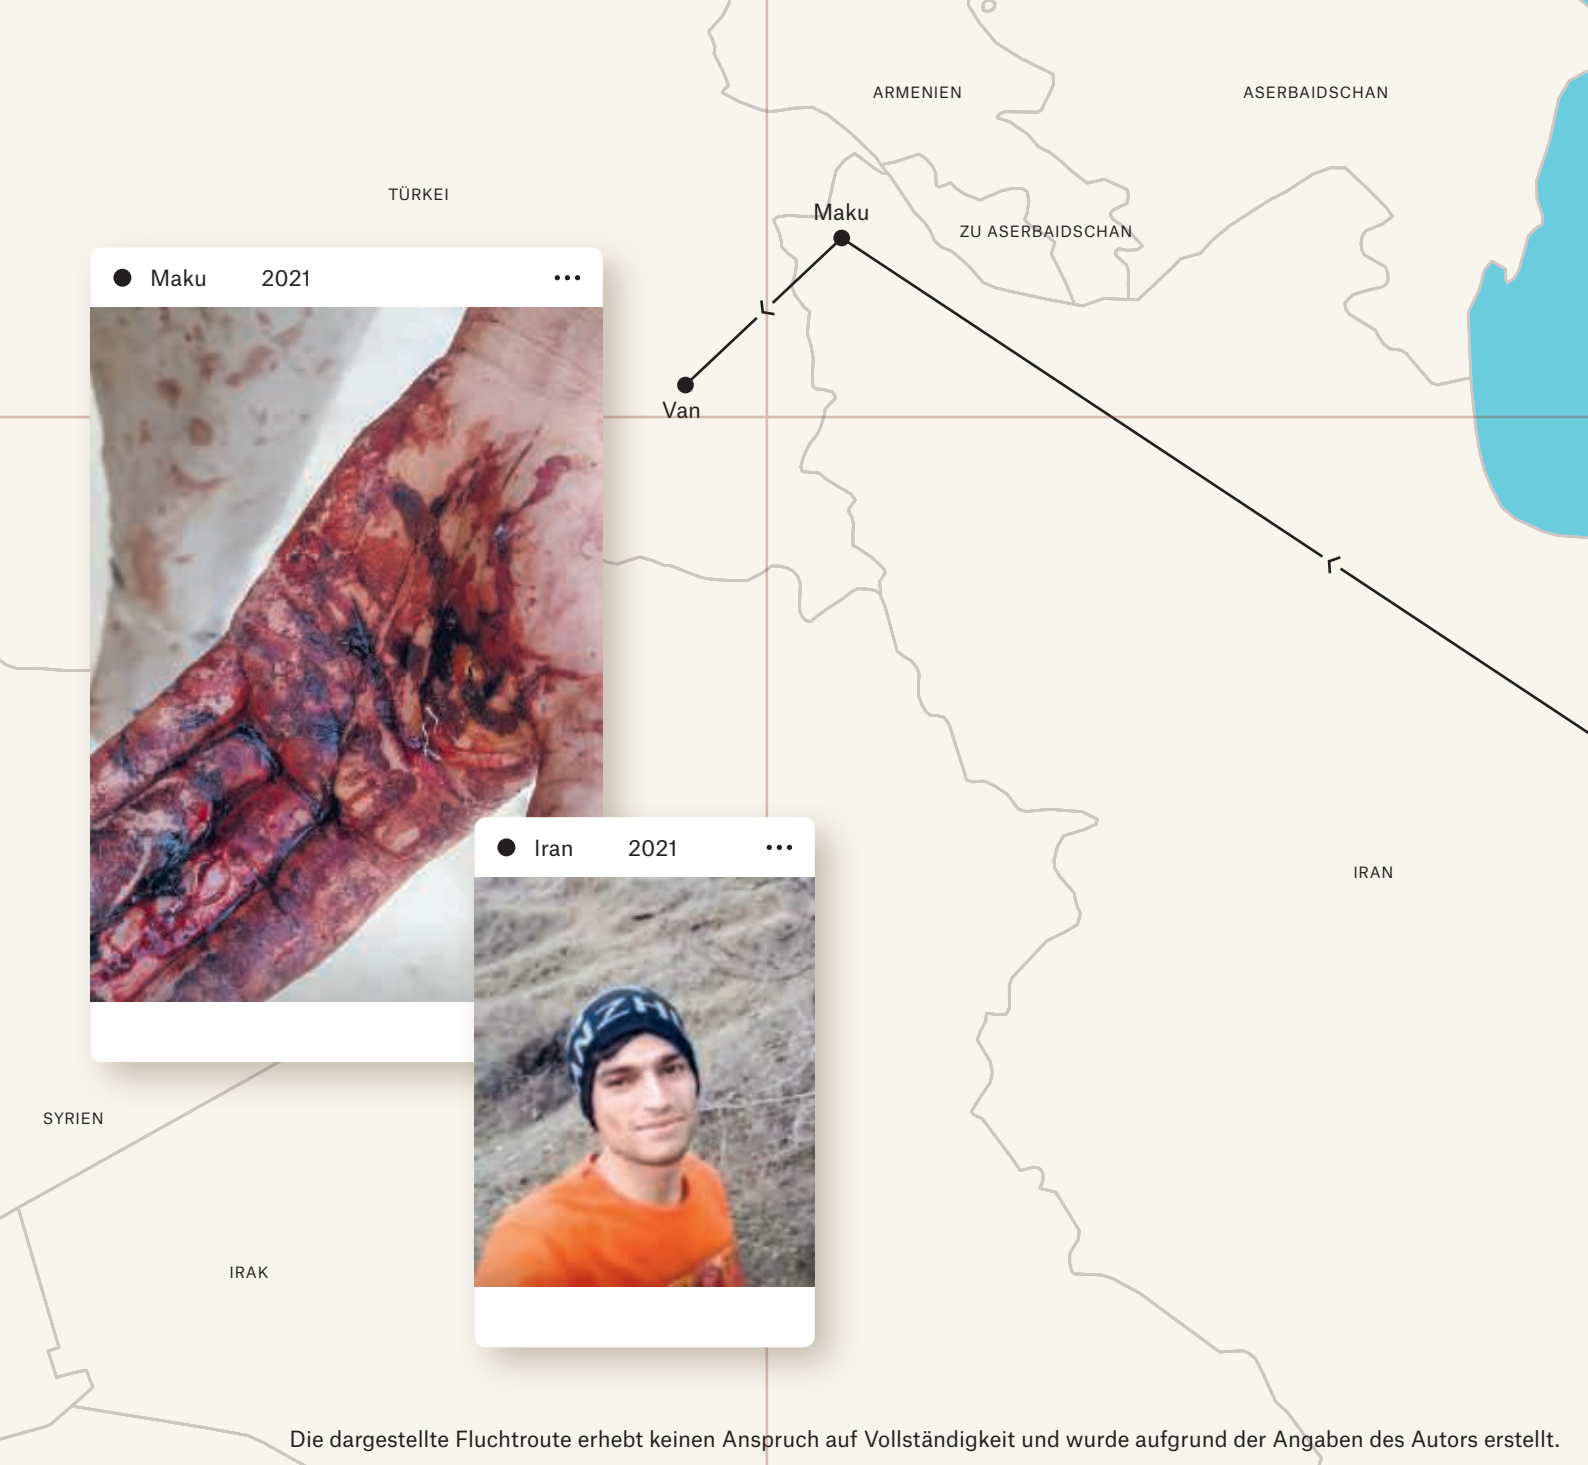 ARMENIEN
ASERBAIDSCHAN
TÜRKEI
Maku
ZU ASERBAIDSCHAN
Maku 2021
Van
Iran 2021
IRAN
NZH
SYRIEN
IRAK
Die dargestellte Fluchtroute erhebt keinen Anspruch auf Vollständigkeit und wurde aufgrund der Angaben des Autors erstellt.